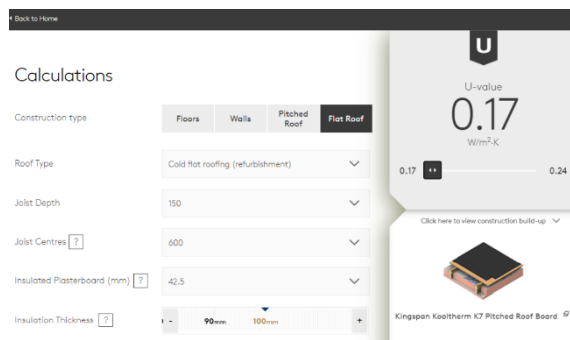 Back to Home
Calculations
Construction type
Floors
Walls
Pitched Roof
Flat Roof
Roof Type
Cold flat roofing (refurbishment)
Joist Depth
150
Joist Centres ?
600
Insulated Plasterboard (mm) ?
42.5
Insulation Thickness ?
- 90mm 100mm +
U
U-value
0.17
W/m²·K
0.17
0.24
Click here to view construction build-up
Kingspan Kooltherm K7 Pitched Roof Board